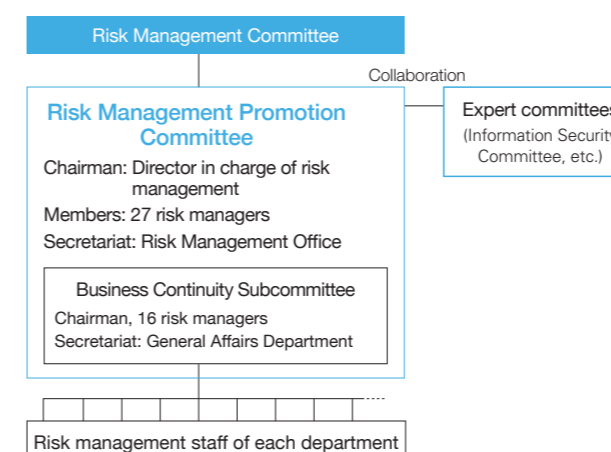 Risk Management Committee
Collaboration
Risk Management Promotion
Committee
Chairman: Director in charge of risk
management
Members: 27 risk managers
Secretariat: Risk Management Office
Expert committees
(Information Security
Committee, etc.)
Business Continuity Subcommittee
Chairman, 16 risk managers
Secretariat: General Affairs Department
Risk management staff of each department